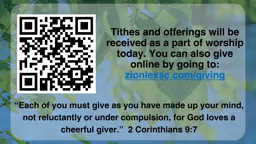 Tithes and offerings will be
received as a part of worship
today. You can also give
online by going to:
zionlexsc.com/giving
“Each of you must give as you have made up your mind,
not reluctantly or under compulsion, for God loves a
cheerful giver.” 2 Corinthians 9:7